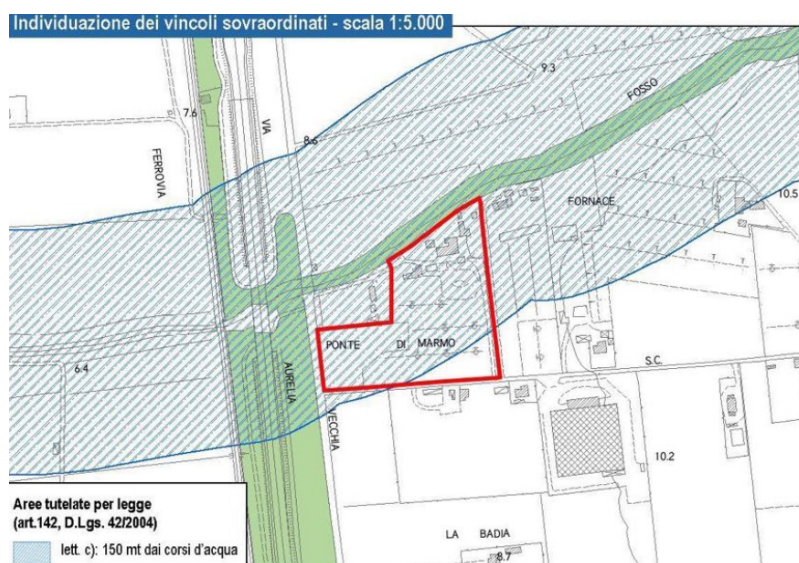 Individuazione dei vincoli sovraordinati - scala 1:5.000
9.3
FOSSO
7.6
VIA
8.6
FERROVIA
10.5
FORNACE
PONTE DI MARMO
S.C.
6.4
AURELIA
VECCHIA
10.2
Aree tutelate per legge
(art.142, D.Lgs. 42/2004)
lett. c): 150 mt dai corsi d'acqua
LA BADIA
8.7